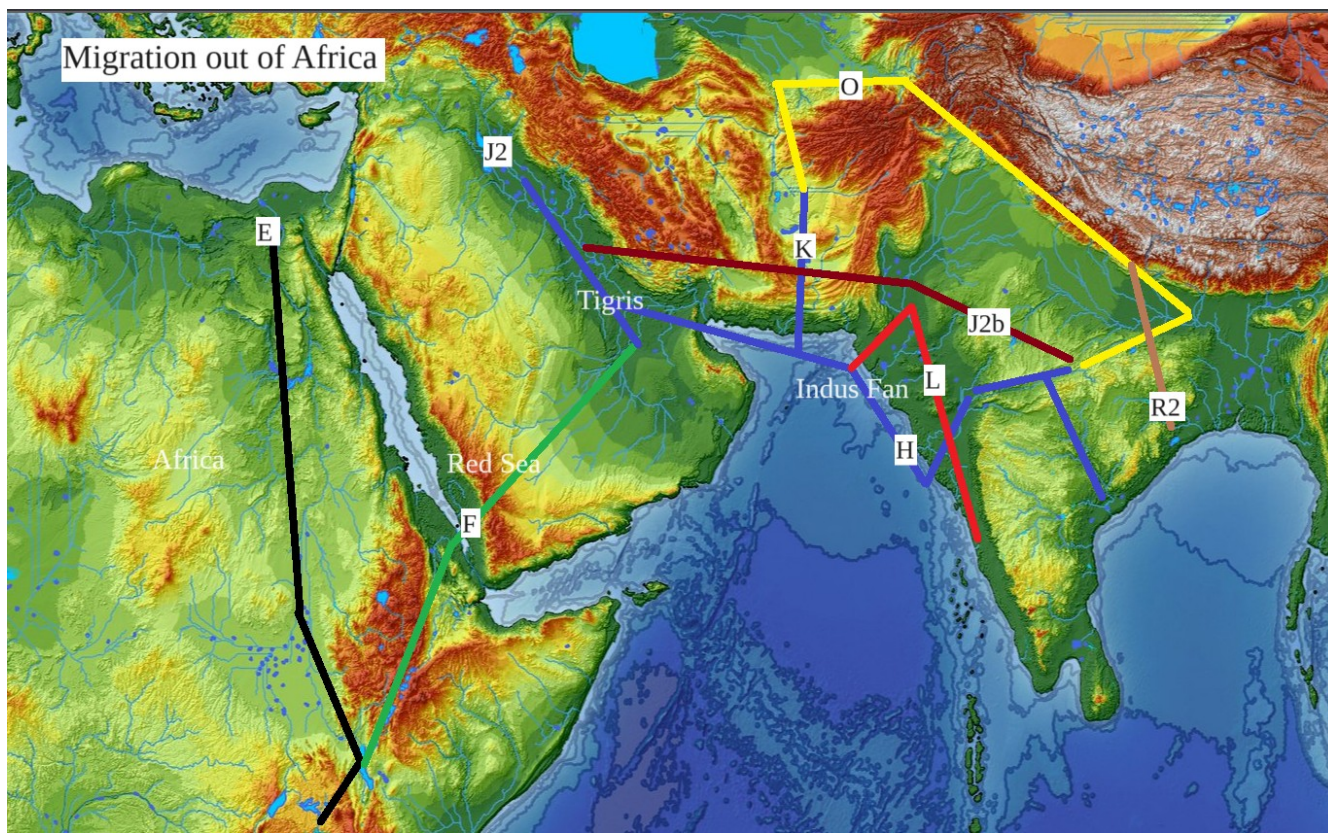 Migration out of Africa
O
J2
E
K
Tigris
J2b
Indus Fan
L
R2
Africa
Red Sea
H
F